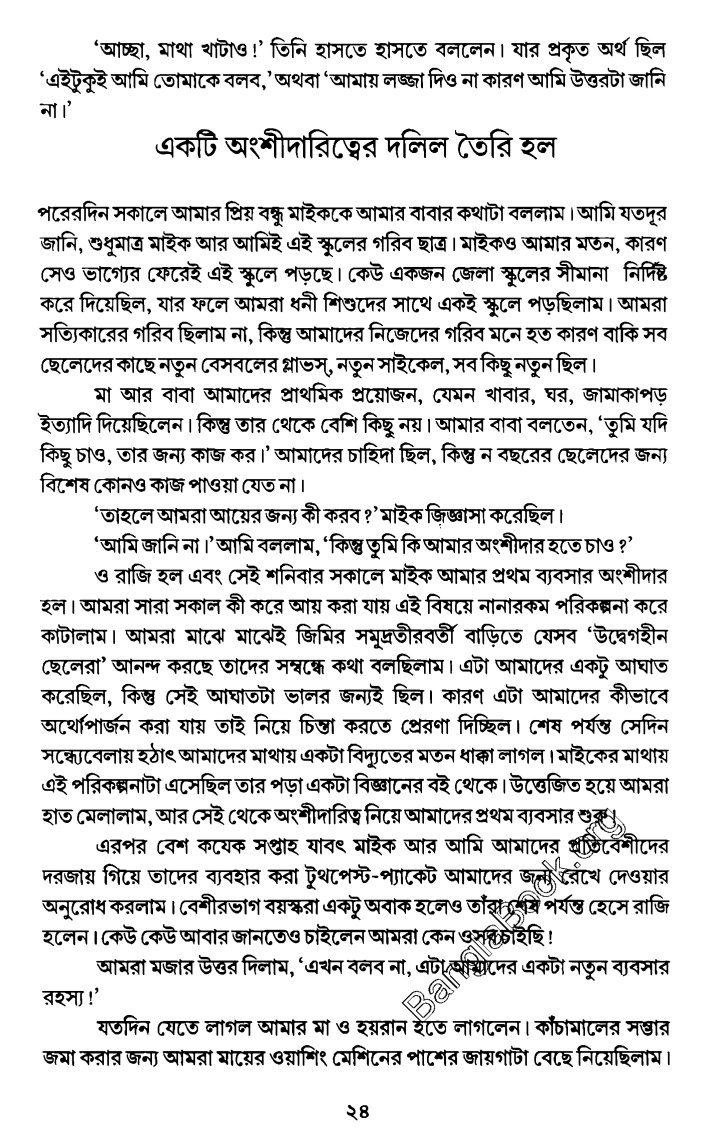 ‘আচ্ছা, মাথা খাটাও!’ তিনি হাসতে হাসতে বললেন। যার প্রকৃত অর্থ ছিল
‘এইটুকুই আমি তোমাকে বলব,’ অথবা ‘আমায় লজ্জা দিও না কারণ আমি উত্তরটা জানি
না।’
একটি অংশীদারিত্বের দলিল তৈরি হল
পরেরদিন সকালে আমার প্রিয় বন্ধু মাইককে আমার বাবার কথাটা বললাম। আমি যতদূর
জানি, শুধুমাত্র মাইক আর আমিই এই স্কুলের গরিব ছাত্র। মাইকও আমার মতন, কারণ
সেও ভাগ্যের ফেরেই এই স্কুলে পড়ছে। কেউ একজন জেলা স্কুলের সীমানা নির্দিষ্ট
করে দিয়েছিল, যার ফলে আমরা ধনী শিশুদের সাথে একই স্কুলে পড়ছিলাম। আমরা
সত্যিকারের গরিব ছিলাম না, কিন্তু আমাদের নিজেদের গরিব মনে হত কারণ বাকি সব
ছেলেদের কাছে নতুন বেসবলের গ্লাভস্, নতুন সাইকেল, সব কিছু নতুন ছিল।
মা আর বাবা আমাদের প্রাথমিক প্রয়োজন, যেমন খাবার, ঘর, জামাকাপড়
ইত্যাদি দিয়েছিলেন। কিন্তু তার থেকে বেশি কিছু নয়। আমার বাবা বলতেন, ‘তুমি যদি
কিছু চাও, তার জন্য কাজ কর।’ আমাদের চাহিদা ছিল, কিন্তু ন বছরের ছেলেদের জন্য
বিশেষ কোনও কাজ পাওয়া যেত না।
‘তাহলে আমরা আয়ের জন্য কী করব?’ মাইক জিজ্ঞাসা করেছিল।
‘আমি জানি না।’ আমি বললাম, ‘কিন্তু তুমি কি আমার অংশীদার হতে চাও?’
ও রাজি হল এবং সেই শনিবার সকালে মাইক আমার প্রথম ব্যবসার অংশীদার
হল। আমরা সারা সকাল কী করে আয় করা যায় এই বিষয়ে নানারকম পরিকল্পনা করে
কাটালাম। আমরা মাঝে মাঝেই জিমির সমুদ্রতীরবর্তী বাড়িতে যেসব ‘উদ্বেগহীন
ছেলেরা’ আনন্দ করছে তাদের সম্বন্ধে কথা বলছিলাম। এটা আমাদের একটু আঘাত
করেছিল, কিন্তু সেই আঘাতটা ভালর জন্যই ছিল। কারণ এটা আমাদের কীভাবে
অর্থোপার্জন করা যায় তাই নিয়ে চিন্তা করতে প্রেরণা দিচ্ছিল। শেষ পর্যন্ত সেদিন
সন্ধ্যেবেলায় হঠাৎ আমাদের মাথায় একটা বিদ্যুতের মতন ধাক্কা লাগল। মাইকের মাথায়
এই পরিকল্পনাটা এসেছিল তার পড়া একটা বিজ্ঞানের বই থেকে। উত্তেজিত হয়ে আমরা
হাত মেলালাম, আর সেই থেকে অংশীদারিত্ব নিয়ে আমাদের প্রথম ব্যবসার শুরু।
এরপর বেশ কয়েক সপ্তাহ যাবৎ মাইক আর আমি আমাদের প্রতিবেশীদের
দরজায় গিয়ে তাদের ব্যবহার করা টুথপেস্ট-প্যাকেট আমাদের জন্য রেখে দেওয়ার
অনুরোধ করলাম। বেশীরভাগ বয়স্করা একটু অবাক হলেও তাঁরা শেষ পর্যন্ত হেসে রাজি
হলেন। কেউ কেউ আবার জানতেও চাইলেন আমরা কেন ওসব চাইছি!
আমরা মজার উত্তর দিলাম, ‘এখন বলব না, এটা আমাদের একটা নতুন ব্যবসার
রহস্য!’
যতদিন যেতে লাগল আমার মা ও হয়রান হতে লাগলেন। কাঁচামালের সম্ভার
জমা করার জন্য আমরা মায়ের ওয়াশিং মেশিনের পাশের জায়গাটা বেছে নিয়েছিলাম।
২৪
BanglaBook.org